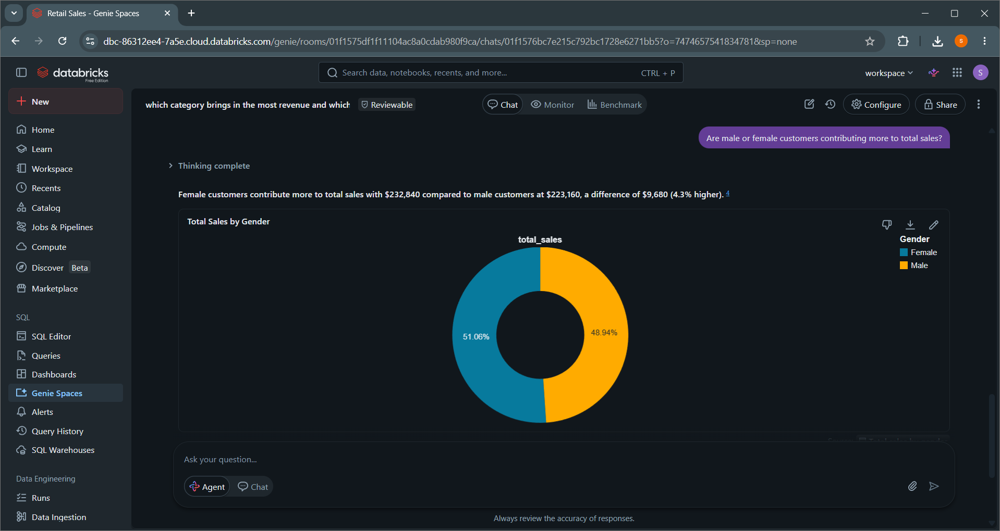 Retail Sales - Genie Spaces
dbc-86312ee4-7a5e.cloud.databricks.com/genie/rooms/01f1575df1f11104ac8a0cdab980f9ca/chats/01f1576bc7e215c792bc1728e6271bb5?o=7474657541834781&sp=none
S
databricks
Free Edition
Search data, notebooks, recents, and more...
CTRL + P
workspace
S
New
Home
Learn
Workspace
Recents
Catalog
Jobs & Pipelines
Compute
Discover Beta
Marketplace
SQL
SQL Editor
Queries
Dashboards
Genie Spaces
Alerts
Query History
SQL Warehouses
Data Engineering
Runs
Data Ingestion
which category brings in the most revenue and which
Reviewable
Chat
Monitor
Benchmark
Configure
Share
Are male or female customers contributing more to total sales?
Thinking complete
Female customers contribute more to total sales with $232,840 compared to male customers at $223,160, a difference of $9,680 (4.3% higher). 4
Total Sales by Gender
total_sales
Gender
Female
Male
51.06%
48.94%
Ask your question...
Agent
Chat
Always review the accuracy of responses.